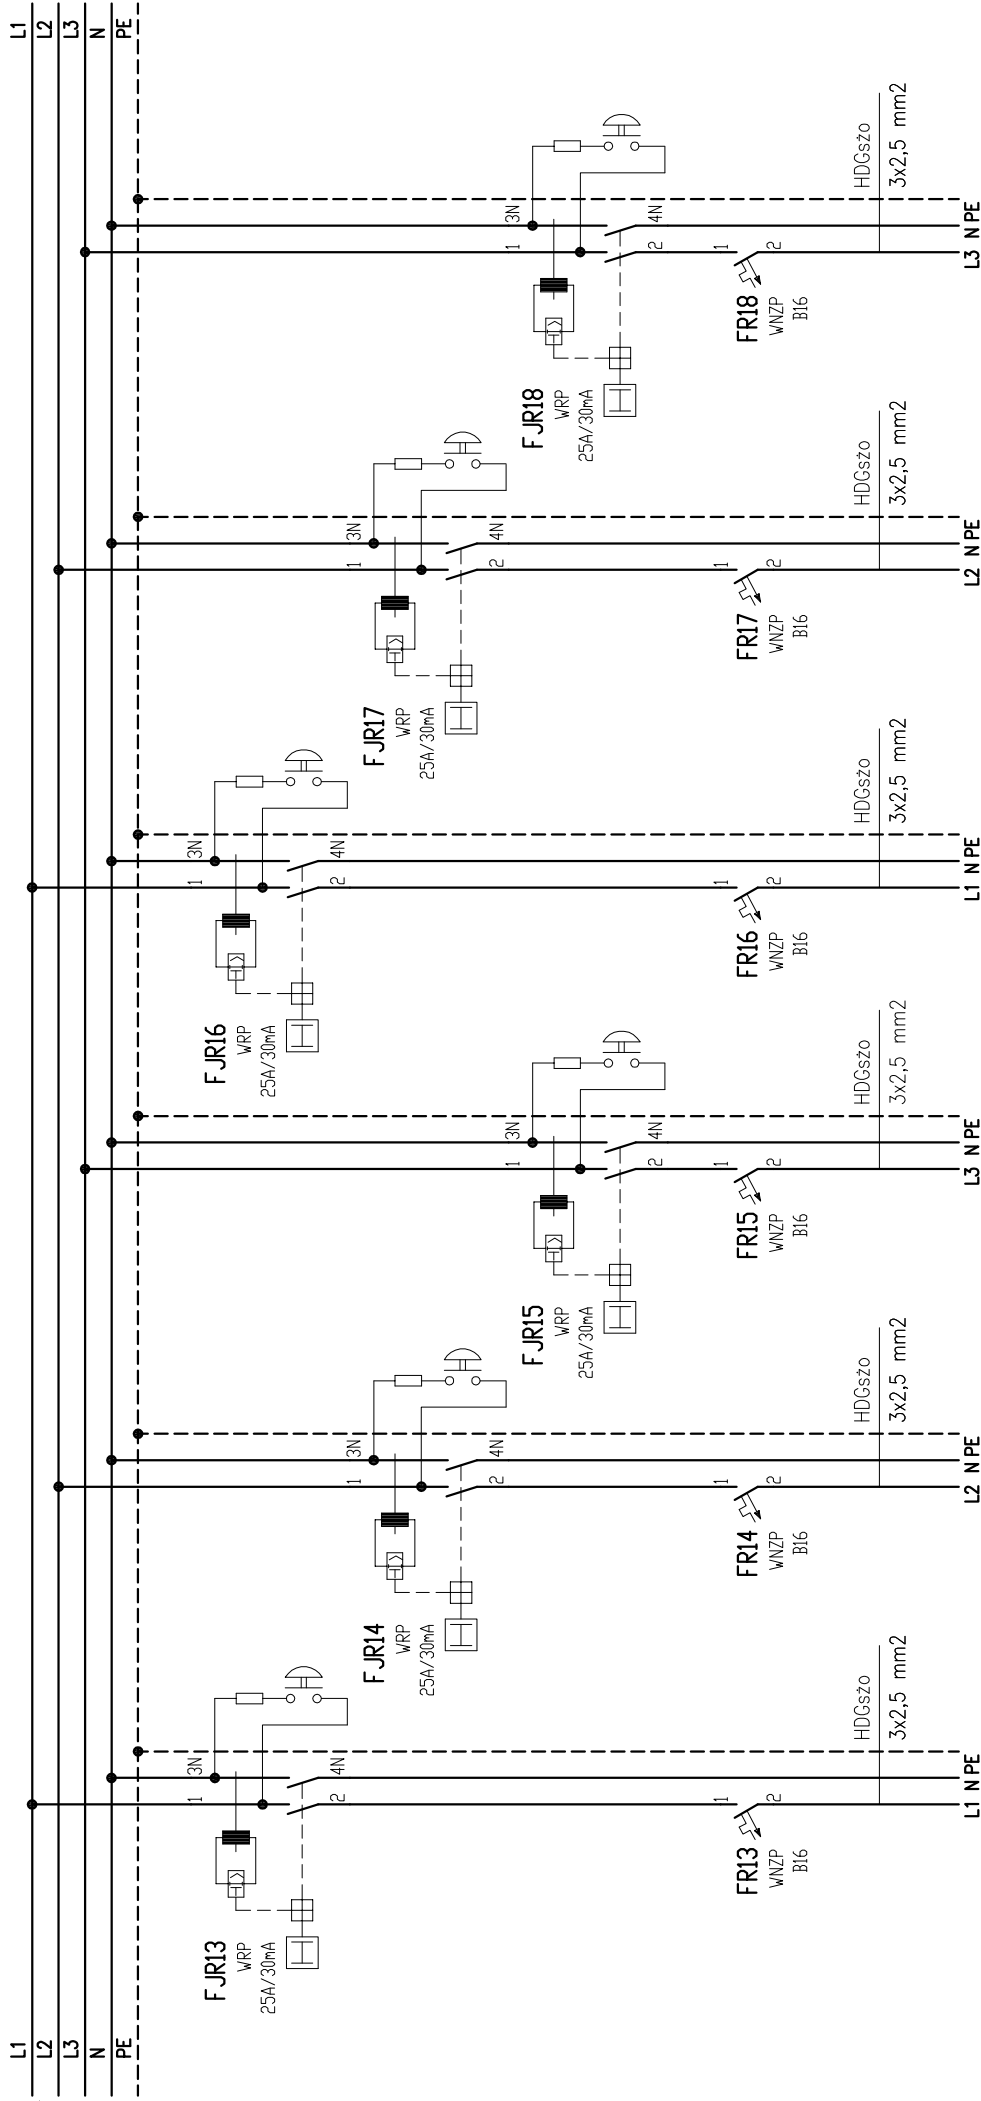 L1
L2
L3
N
PE
L1
L2
L3
N
PE
FJR13
WRP
25A/30mA
1
3N
2
4N
FR13
WNZP
B16
1
2
HDGsżo
3x2,5 mm2
L1 N PE
FJR14
WRP
25A/30mA
1
3N
2
4N
FR14
WNZP
B16
1
2
HDGsżo
3x2,5 mm2
L2 N PE
FJR15
WRP
25A/30mA
1
3N
2
4N
FR15
WNZP
B16
1
2
HDGsżo
3x2,5 mm2
L3 N PE
FJR16
WRP
25A/30mA
1
3N
2
4N
FR16
WNZP
B16
1
2
HDGsżo
3x2,5 mm2
L1 N PE
FJR17
WRP
25A/30mA
1
3N
2
4N
FR17
WNZP
B16
1
2
HDGsżo
3x2,5 mm2
L2 N PE
FJR18
WRP
25A/30mA
1
3N
2
4N
FR18
WNZP
B16
1
2
HDGsżo
3x2,5 mm2
L3 N PE